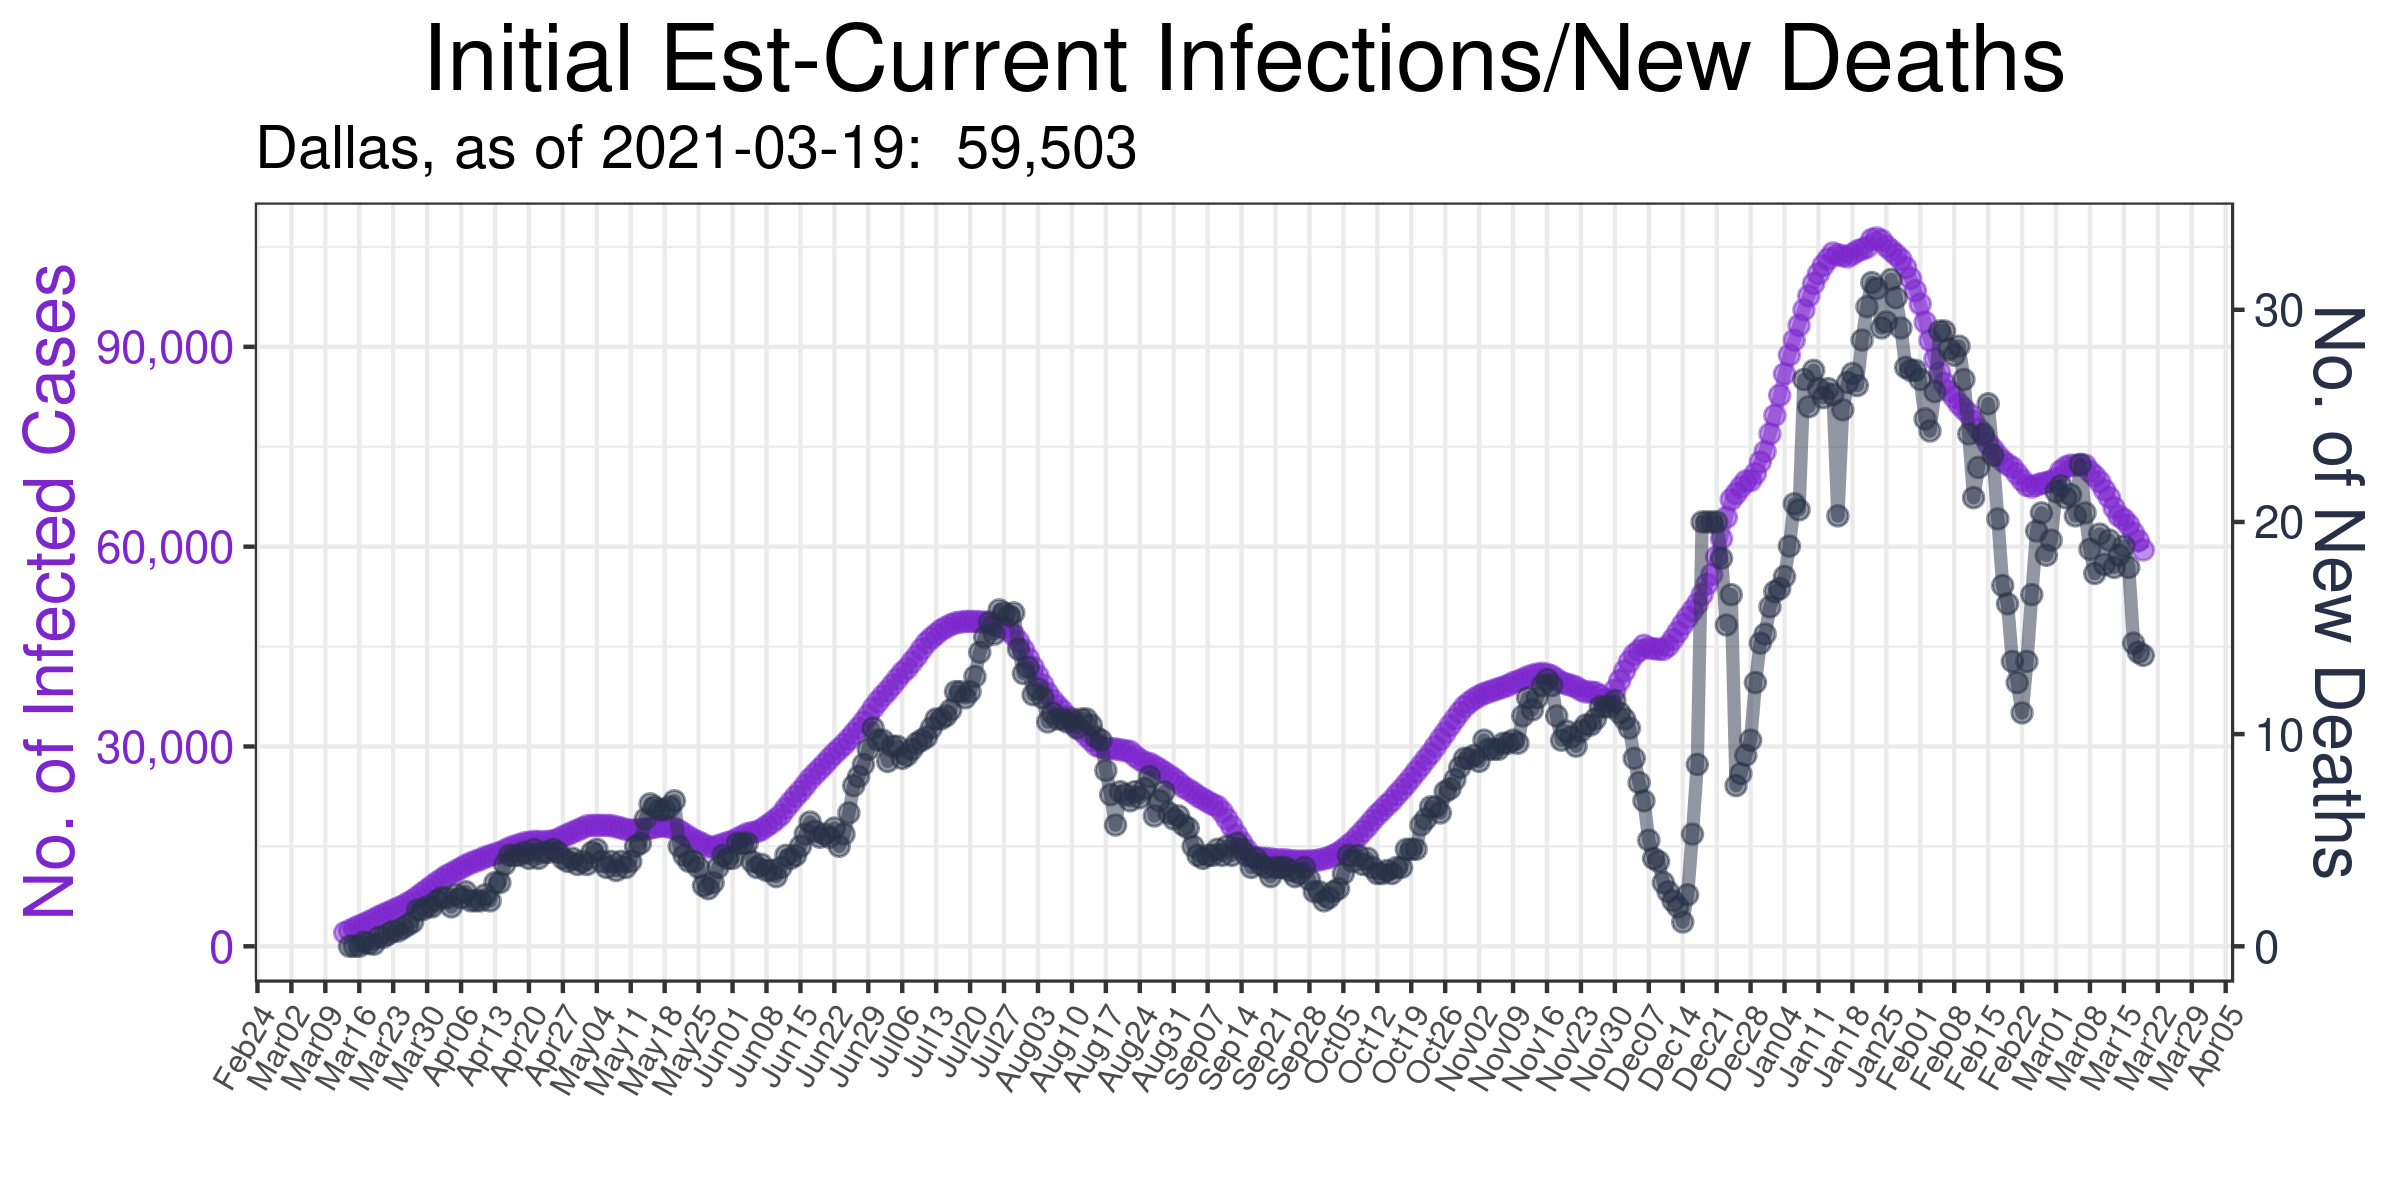 Initial Est-Current Infections/New Deaths
Dallas, as of 2021-03-19:  59,503
No. of Infected Cases
90,000
60,000
30,000
0
30
20
10
0
No. of New Deaths
Feb24 Mar02 Mar09 Mar16 Mar23 Mar30 Apr06 Apr13 Apr20 Apr27 May04 May11 May18 May25 Jun01 Jun08 Jun15 Jun22 Jun29 Jul06 Jul13 Jul20 Jul27 Aug03 Aug10 Aug17 Aug24 Aug31 Sep07 Sep14 Sep21 Sep28 Oct05 Oct12 Oct19 Oct26 Nov02 Nov09 Nov16 Nov23 Nov30 Dec07 Dec14 Dec21 Dec28 Jan04 Jan11 Jan18 Jan25 Feb01 Feb08 Feb15 Feb22 Mar01 Mar08 Mar15 Mar22 Mar29 Apr05